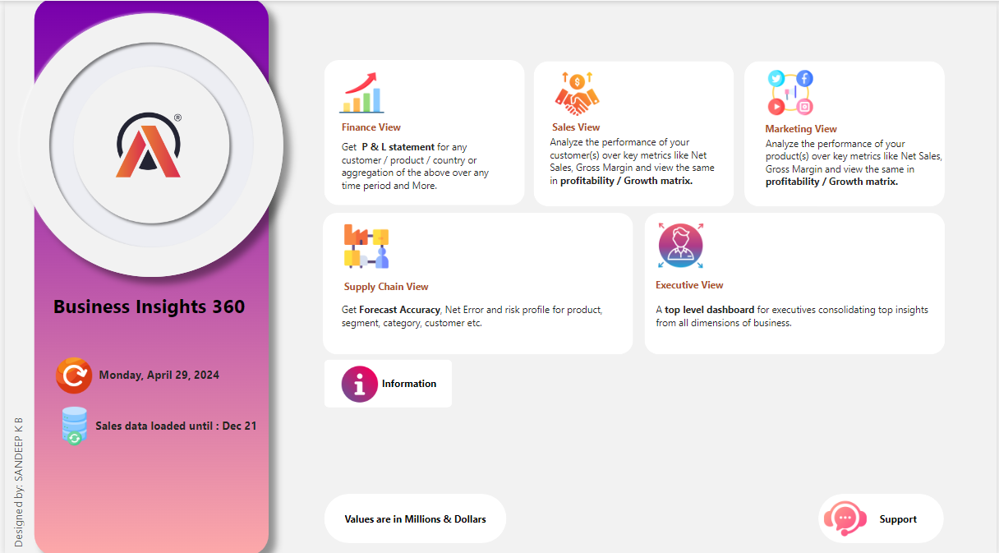 ®
Business Insights 360
Monday, April 29, 2024
Sales data loaded until : Dec 21
Designed by: SANDEEP K B
Finance View
Get P & L statement for any
customer / product / country or
aggregation of the above over any
time period and More.
Sales View
Analyze the performance of your
customer(s) over key metrics like Net
Sales, Gross Margin and view the same
in profitability / Growth matrix.
Marketing View
Analyze the performance of your
product(s) over key metrics like Net Sales,
Gross Margin and view the same in
profitability / Growth matrix.
Supply Chain View
Get Forecast Accuracy, Net Error and risk profile for product,
segment, category, customer etc.
Executive View
A top level dashboard for executives consolidating top insights
from all dimensions of business.
Information
Values are in Millions & Dollars
Support